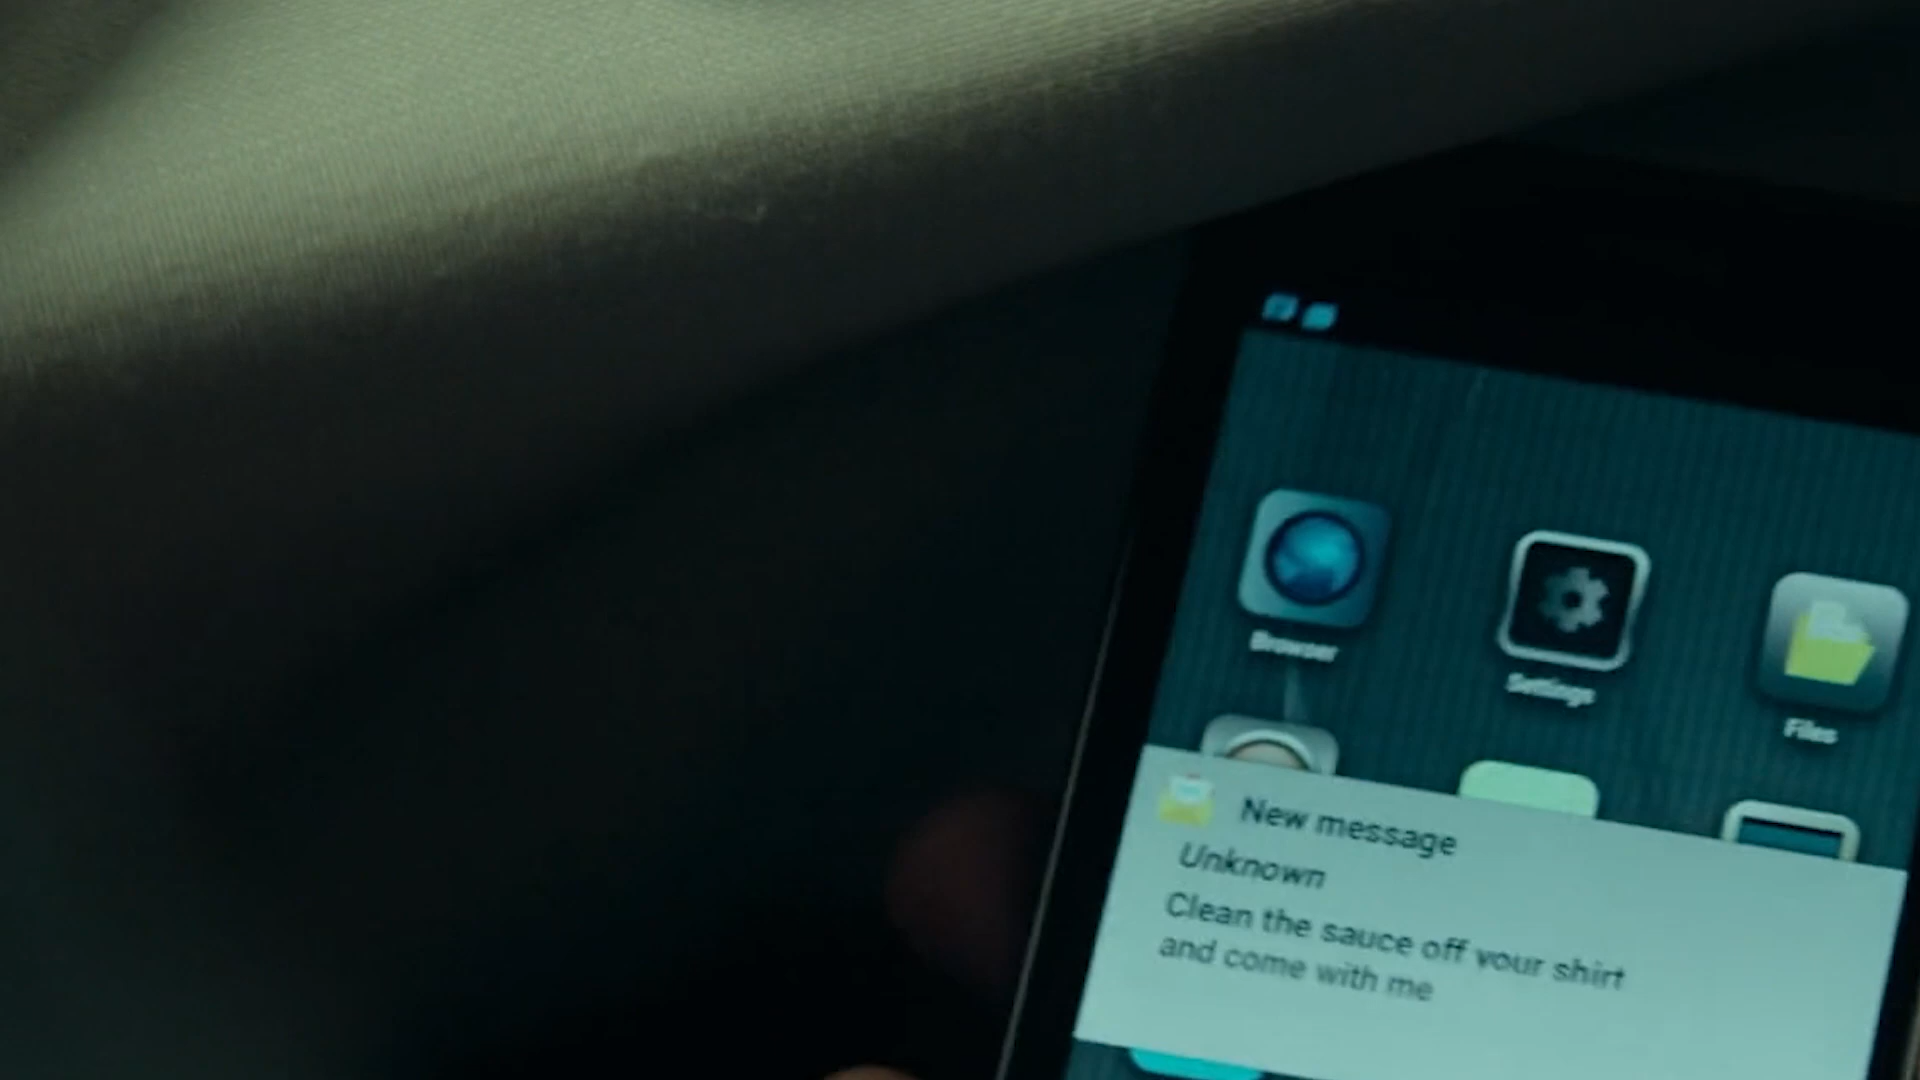 Browser
Settings
Files
New message
Unknown
Clean the sauce off your shirt
and come with me